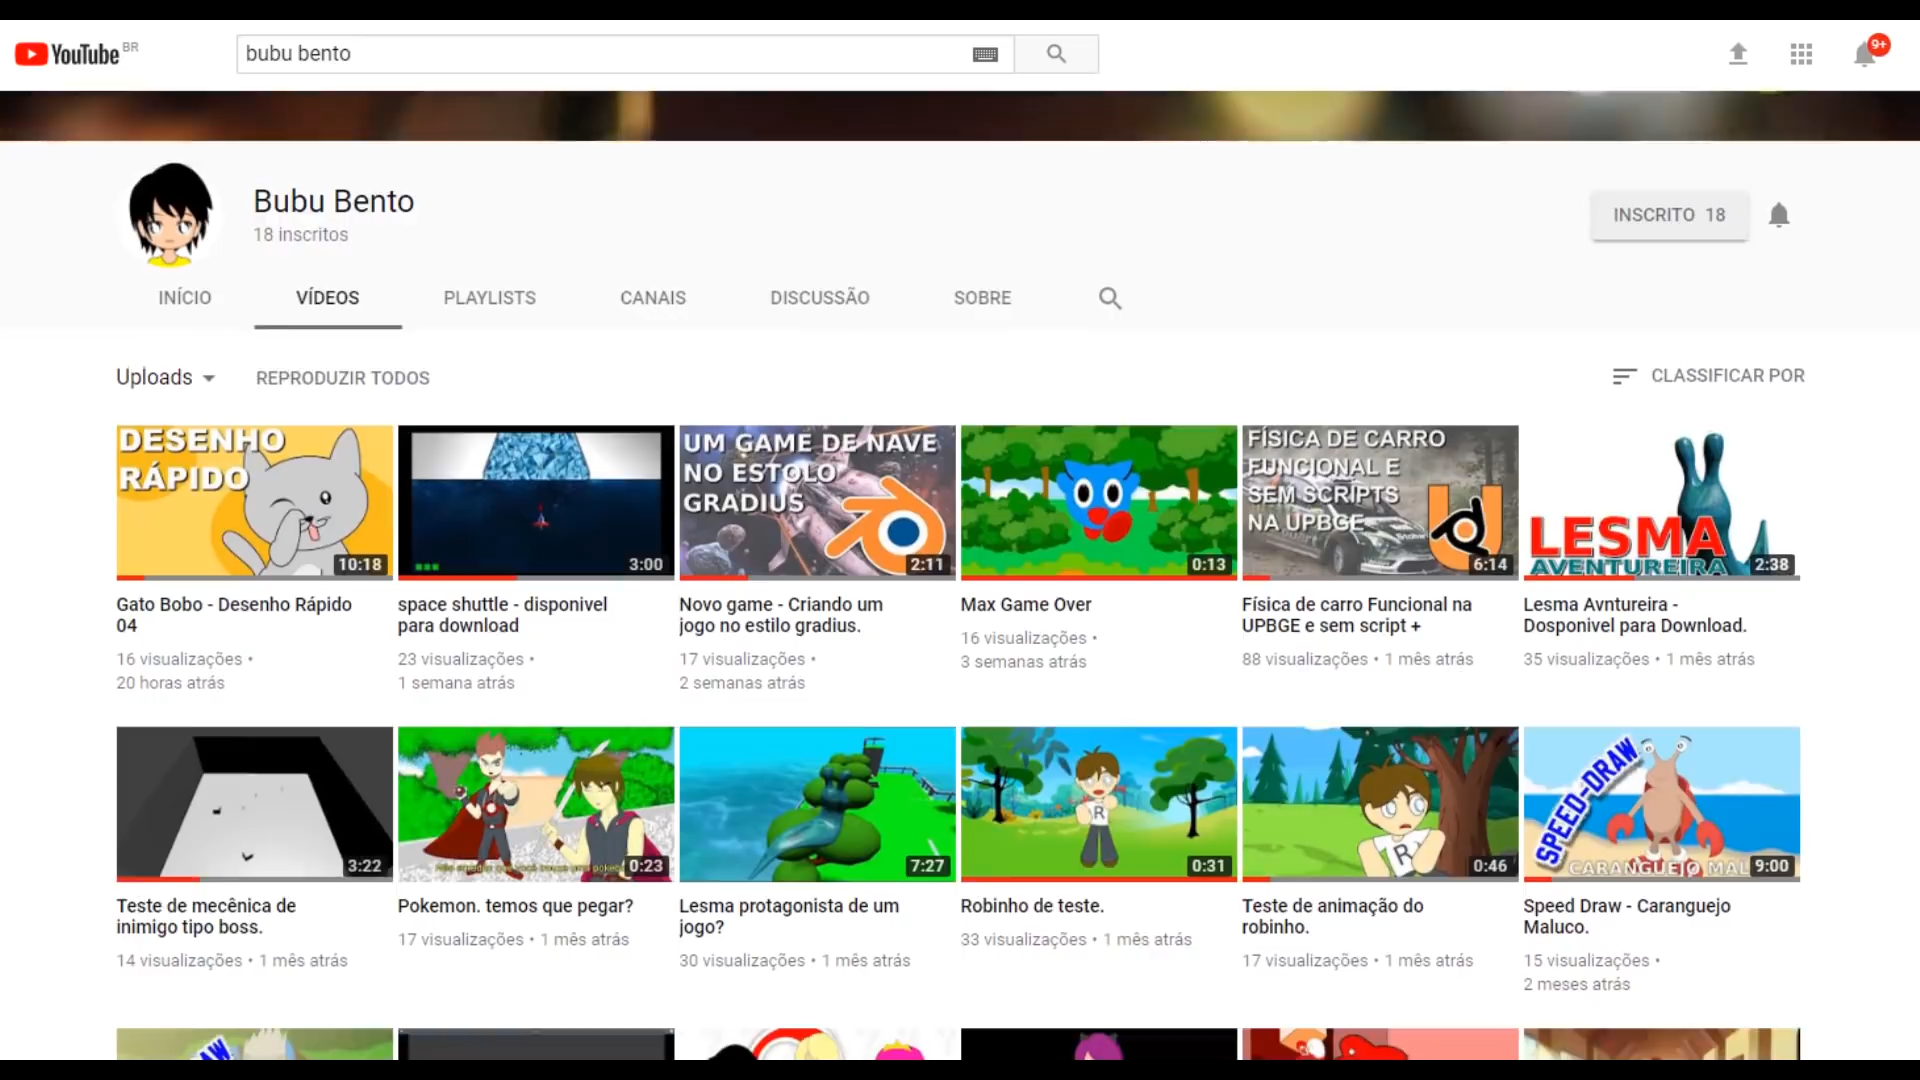 YouTube BR
bubu bento
9+
Bubu Bento
18 inscritos
INSCRITO 18
INÍCIO
VÍDEOS
PLAYLISTS
CANAIS
DISCUSSÃO
SOBRE
Uploads
REPRODUZIR TODOS
CLASSIFICAR POR
DESENHO
RÁPIDO
10:18
3:00
UM GAME DE NAVE
NO ESTOLO
GRADIUS
2:11
0:13
FÍSICA DE CARRO
FUNCIONAL E
SEM SCRIPTS
NA UPBGE
6:14
LESMA
AVENTUREIRA
2:38
Gato Bobo - Desenho Rápido
04
16 visualizações •
20 horas atrás
space shuttle - disponivel
para download
23 visualizações •
1 semana atrás
Novo game - Criando um
jogo no estilo gradius.
17 visualizações •
2 semanas atrás
Max Game Over
16 visualizações •
3 semanas atrás
Física de carro Funcional na
UPBGE e sem script +
88 visualizações • 1 mês atrás
Lesma Avntureira -
Dosponivel para Download.
35 visualizações • 1 mês atrás
3:22
0:23
7:27
R
0:31
R
0:46
SPEED-DRAW
CARANGUEJO MAL
9:00
Teste de mecênica de
inimigo tipo boss.
14 visualizações • 1 mês atrás
Pokemon. temos que pegar?
17 visualizações • 1 mês atrás
Lesma protagonista de um
jogo?
30 visualizações • 1 mês atrás
Robinho de teste.
33 visualizações • 1 mês atrás
Teste de animação do
robinho.
17 visualizações • 1 mês atrás
Speed Draw - Caranguejo
Maluco.
15 visualizações •
2 meses atrás